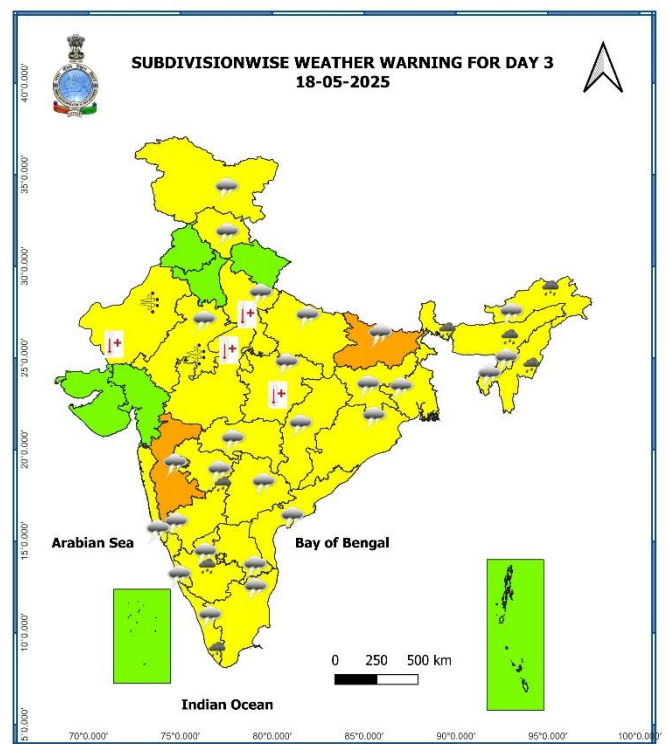 SUBDIVISIONWISE WEATHER WARNING FOR DAY 3
18-05-2025
40°0.000'
35°0.000'
30°0.000'
25°0.000'
20°0.000'
15°0.000'
10°0.000'
5°0.000'
Arabian Sea
Bay of Bengal
0 250 500 km
Indian Ocean
70°0.000' 75°0.000' 80°0.000' 85°0.000' 90°0.000' 95°0.000' 100°0.000'